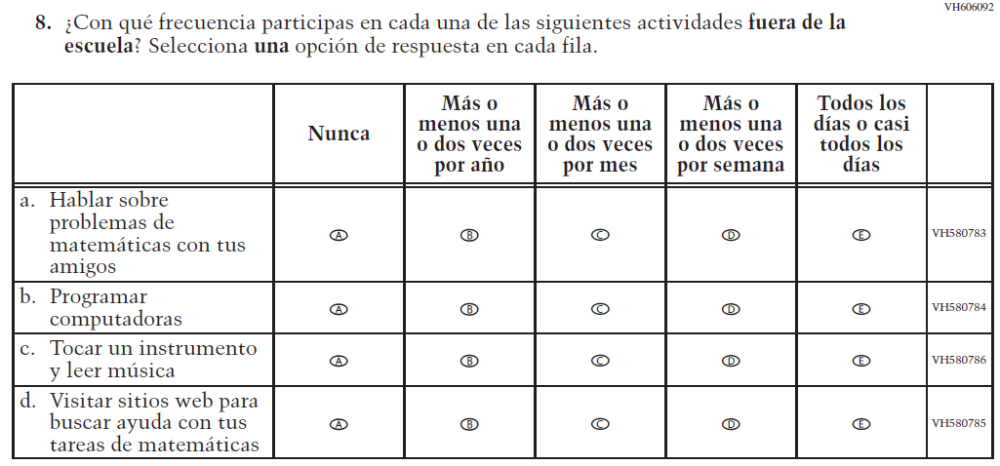 VH606092
8. ¿Con qué frecuencia participas en cada una de las siguientes actividades fuera de la
escuela? Selecciona una opción de respuesta en cada fila.
Nunca
Más o
menos una
o dos veces
por año
Más o
menos una
o dos veces
por mes
Más o
menos una
o dos veces
por semana
Todos los
días o casi
todos los
días
a. Hablar sobre
problemas de
matemáticas con tus
amigos
A B C D E VH580783
b. Programar
computadoras
A B C D E VH580784
c. Tocar un instrumento
y leer música
A B C D E VH580786
d. Visitar sitios web para
buscar ayuda con tus
tareas de matemáticas
A B C D E VH580785